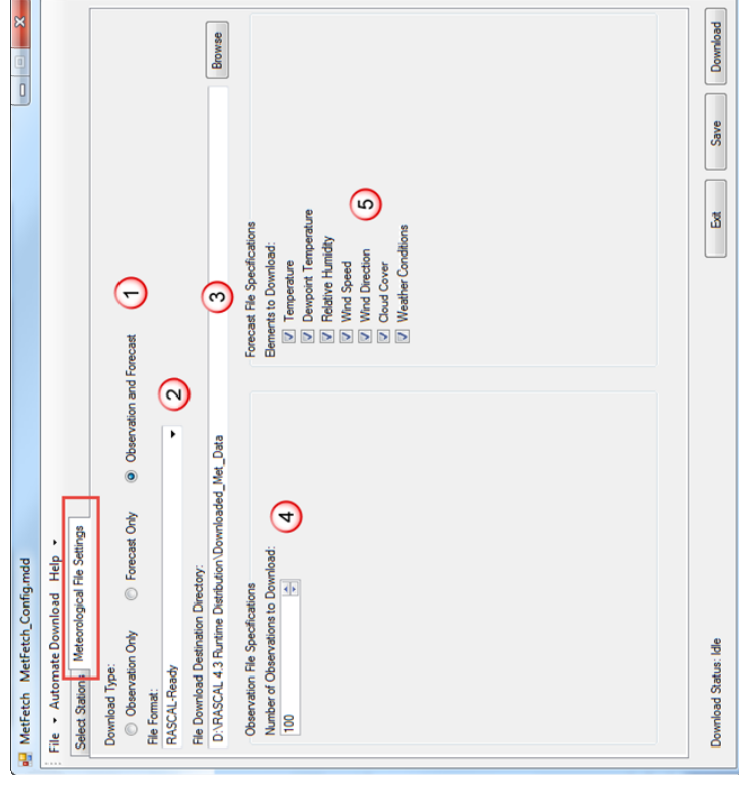 MetFetch MetFetch_Config.mdd
File Automate Download Help
Select Stations Meteorological File Settings
Download Type:
Observation Only Forecast Only Observation and Forecast 1
File Format:
RASCAL-Ready 2
File Download Destination Directory:
D:\RASCAL 4.3 Runtime Distribution\Downloaded_Met_Data 3 Browse
Observation File Specifications
Number of Observations to Download:
100 4
Forecast File Specifications
Elements to Download:
Temperature
Dewpoint Temperature
Relative Humidity
Wind Speed
Wind Direction 5
Cloud Cover
Weather Conditions
Download Status: Idle Exit Save Download